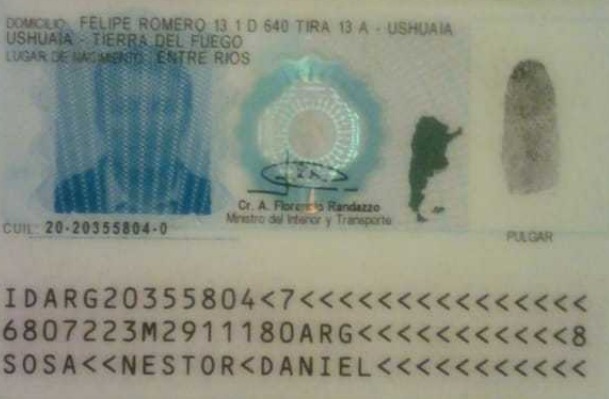 DOMICILIO: FELIPE ROMERO 13 1 D 640 TIRA 13 A - USHUAIA
USHUAIA - TIERRA DEL FUEGO
LUGAR DE NACIMIENTO: ENTRE RIOS
Cr. A. Florencio Randazzo
Ministro del Interior y Transporte
CUIL: 20-20355804-0
PULGAR
IDARG20355804<7<<<<<<<<<<<<<<<
6807223M2911180ARG<<<<<<<<<<<8
SOSA<<NESTOR<DANIEL<<<<<<<<<<<